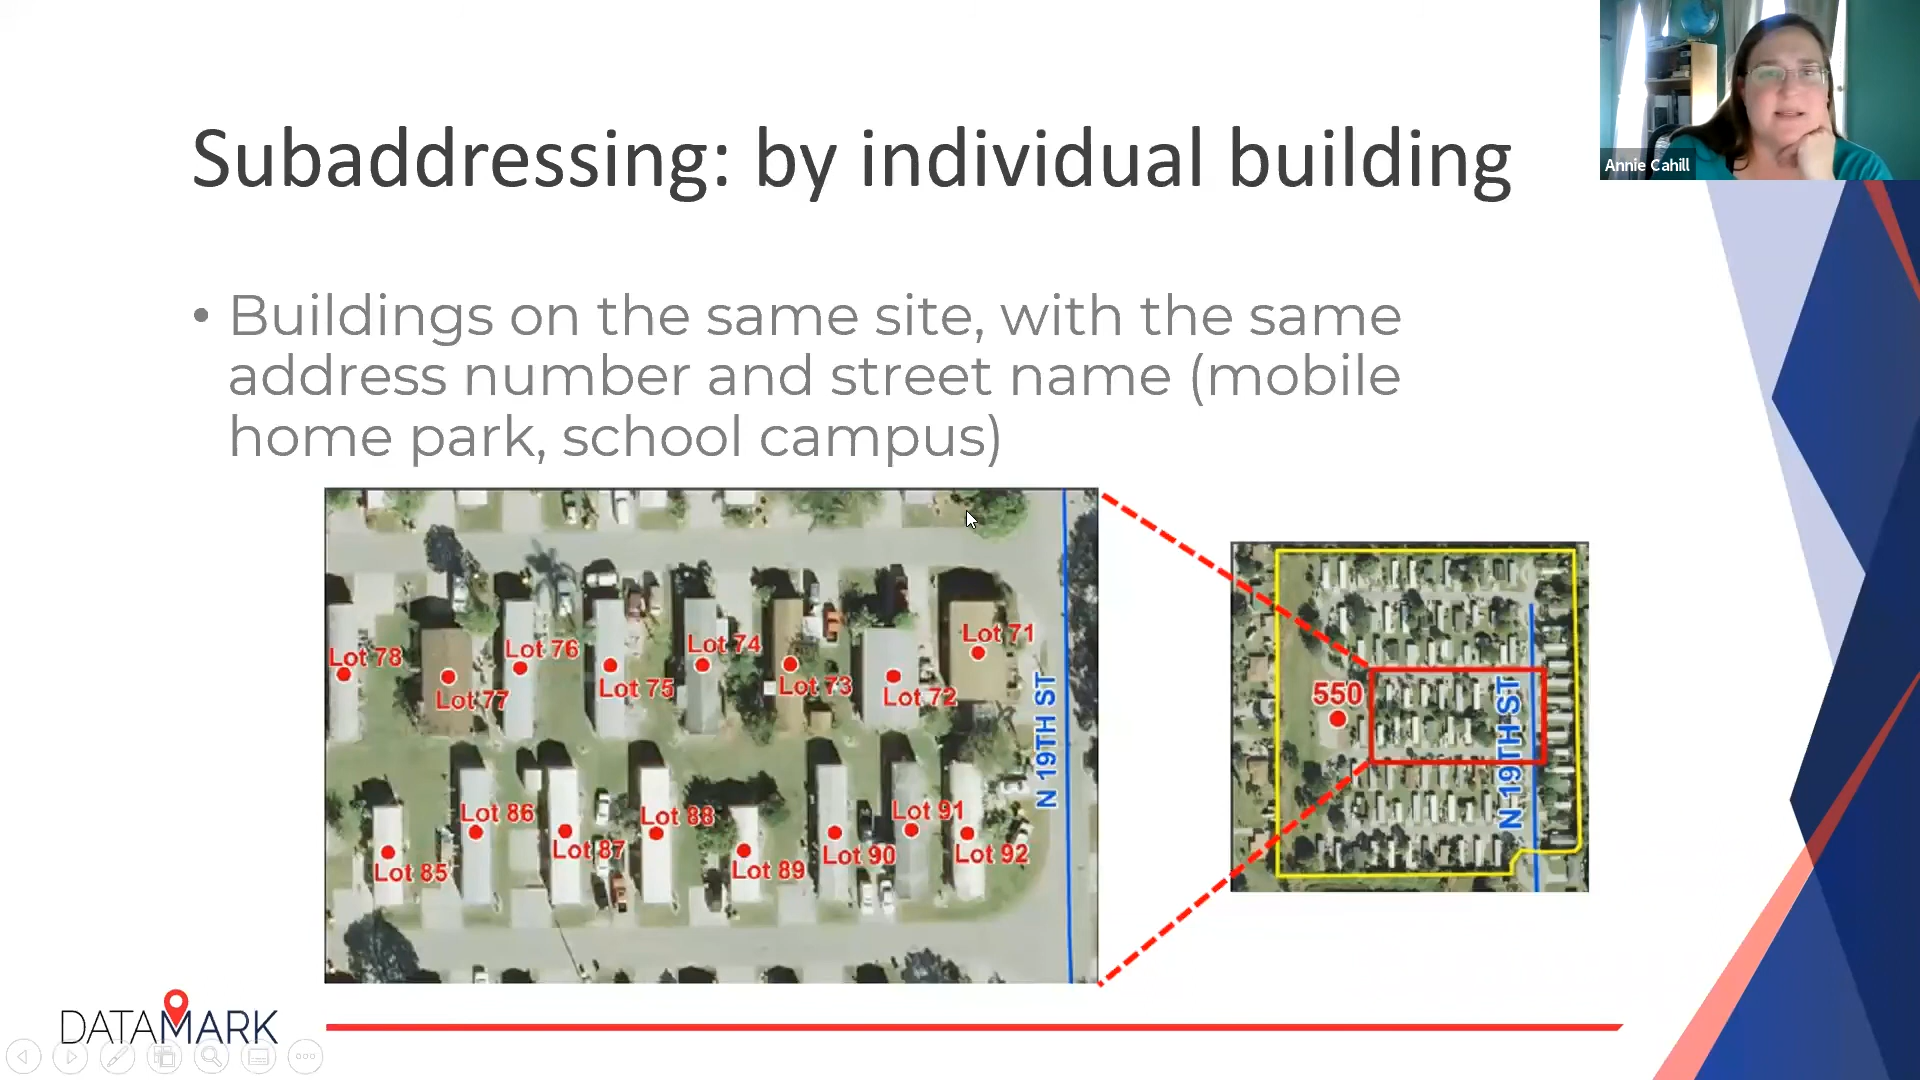 Annie Cahill
Subaddressing: by individual building
• Buildings on the same site, with the same
address number and street name (mobile
home park, school campus)
Lot 78
Lot 77
Lot 76
Lot 75
Lot 74
Lot 73
Lot 72
Lot 71
N 19TH ST
Lot 85
Lot 86
Lot 87
Lot 88
Lot 89
Lot 90
Lot 91
Lot 92
550
N 19TH ST
DATAMARK